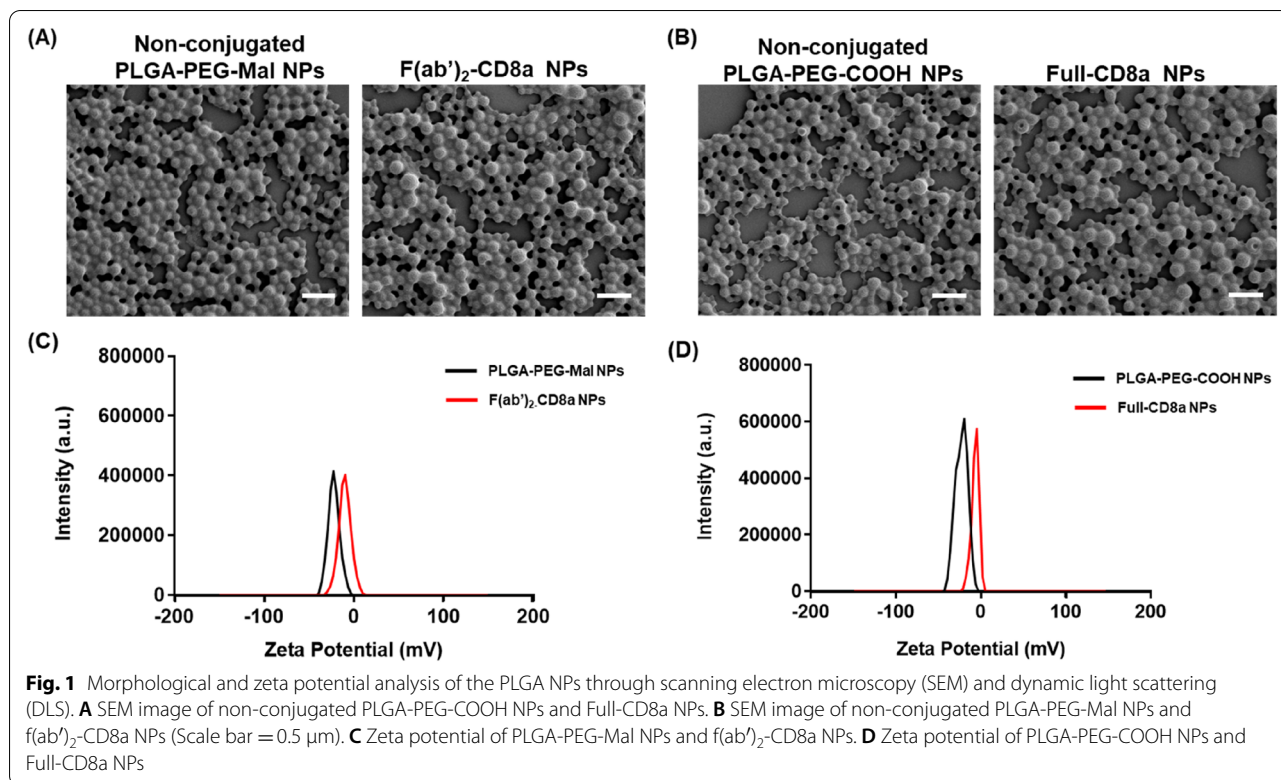 (A)
Non-conjugated
PLGA-PEG-Mal NPs
F(ab')₂-CD8a NPs
(B)
Non-conjugated
PLGA-PEG-COOH NPs
Full-CD8a NPs
(C)
800000
600000
400000
200000
0
-200
-100
0
100
200
Intensity (a.u.)
Zeta Potential (mV)
PLGA-PEG-Mal NPs
F(ab')₂-CD8a NPs
(D)
800000
600000
400000
200000
0
-200
-100
0
100
200
Intensity (a.u.)
Zeta Potential (mV)
PLGA-PEG-COOH NPs
Full-CD8a NPs
Fig. 1 Morphological and zeta potential analysis of the PLGA NPs through scanning electron microscopy (SEM) and dynamic light scattering
(DLS). A SEM image of non-conjugated PLGA-PEG-COOH NPs and Full-CD8a NPs. B SEM image of non-conjugated PLGA-PEG-Mal NPs and
f(ab′)₂-CD8a NPs (Scale bar = 0.5 μm). C Zeta potential of PLGA-PEG-Mal NPs and f(ab′)₂-CD8a NPs. D Zeta potential of PLGA-PEG-COOH NPs and
Full-CD8a NPs